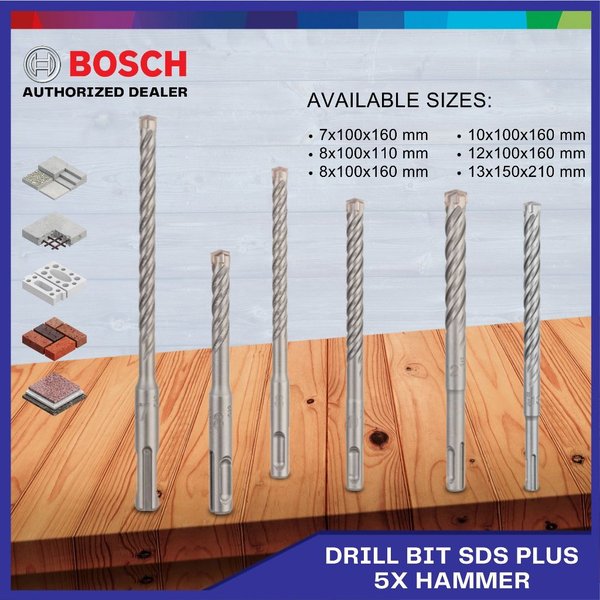 BOSCH
AUTHORIZED DEALER
AVAILABLE SIZES:
• 7x100x160 mm
• 8x100x110 mm
• 8x100x160 mm
• 10x100x160 mm
• 12x100x160 mm
• 13x150x210 mm
DRILL BIT SDS PLUS
5X HAMMER